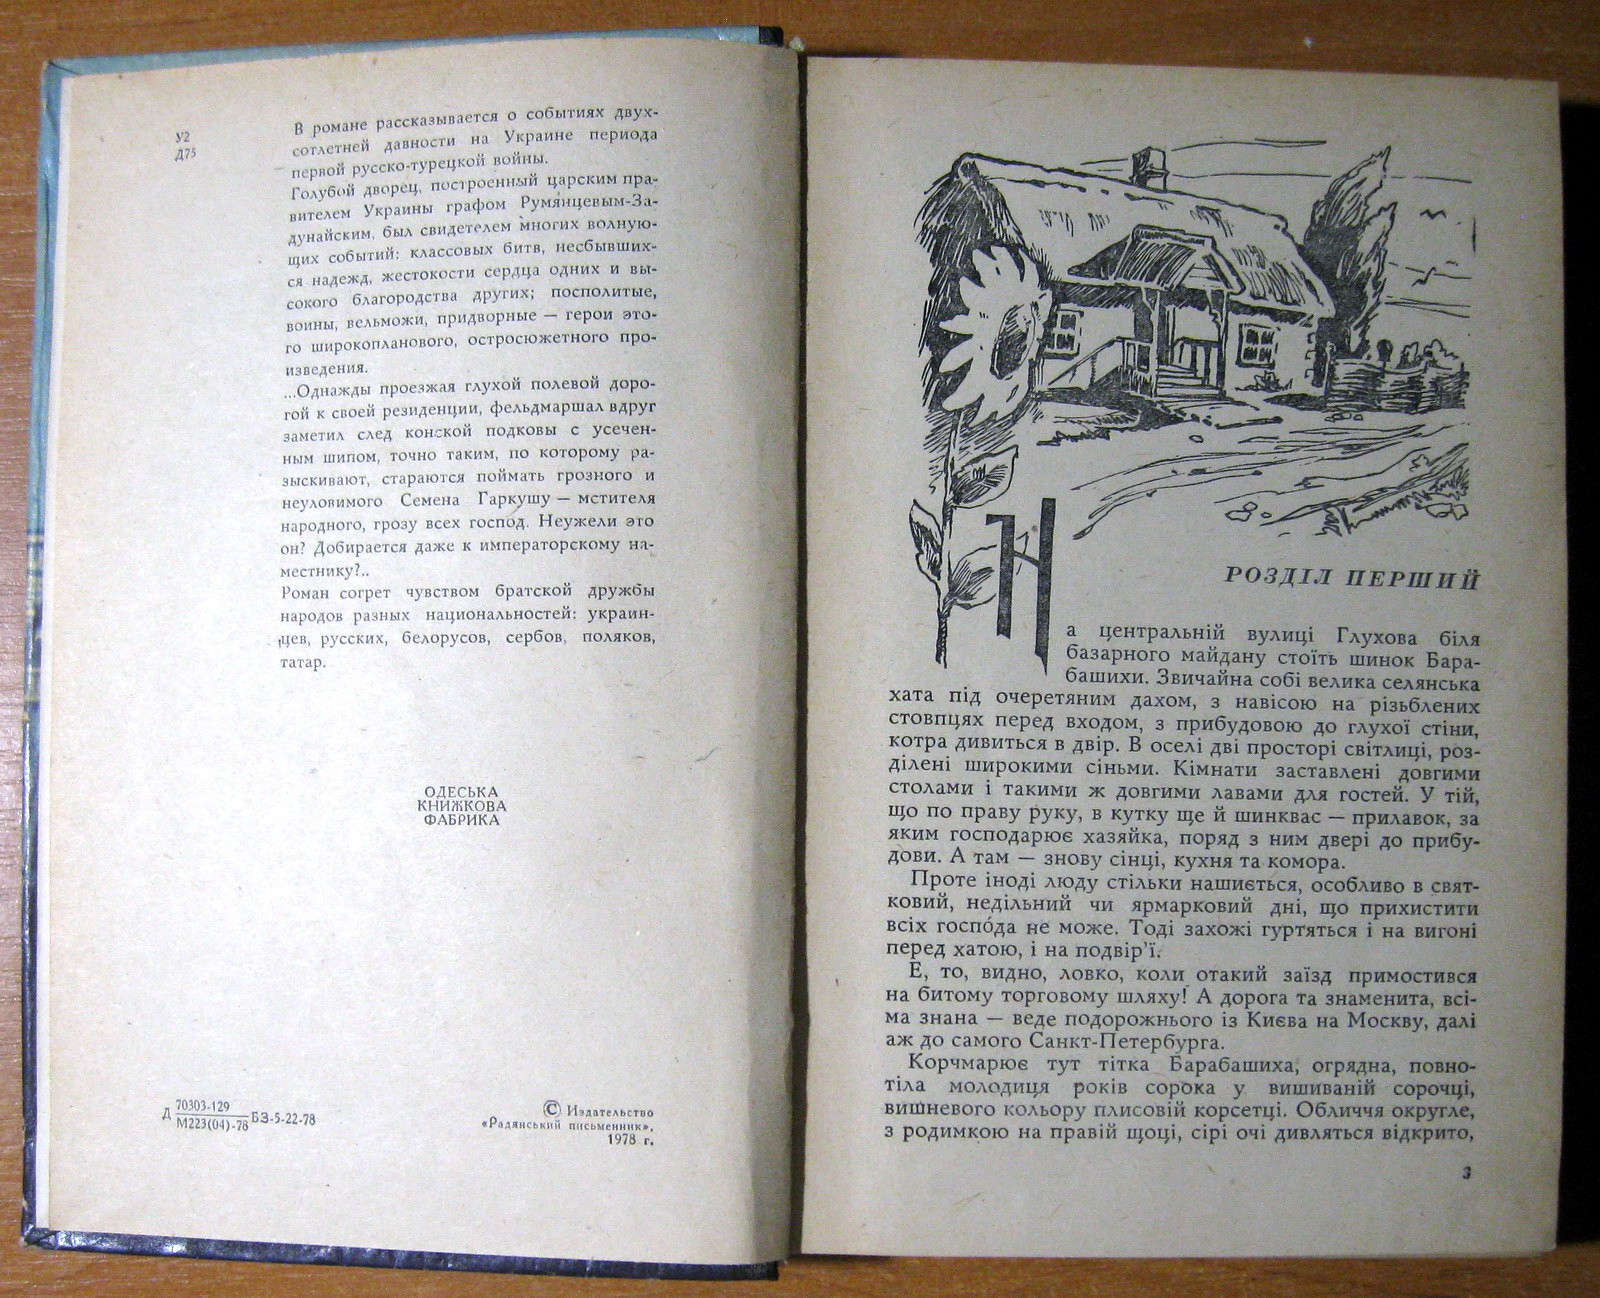 У2
Д75
В романе рассказывается о событиях двух-
сотлетней давности на Украине периода
первой русско-турецкой войны.
Голубой дворец, построенный царским пра-
вителем Украины графом Румянцевым-За-
дунайским, был свидетелем многих волную-
щих событий: классовых битв, несбывших-
ся надежд, жестокости сердца одних и вы-
сокого благородства других; посполитые,
воины, вельможи, придворные — герои это-
го широкопланового, остросюжетного про-
изведения.
...Однажды проезжая глухой полевой доро-
гой к своей резиденции, фельдмаршал вдруг
заметил след конской подковы с усечен-
ным шипом, точно таким, по которому ра-
зыскивают, стараются поймать грозного и
неуловимого Семена Гаркушу — мстителя
народного, грозу всех господ. Неужели это
он? Добирается даже к императорскому на-
местнику?..
Роман согрет чувством братской дружбы
народов разных национальностей: украин-
цев, русских, белорусов, сербов, поляков,
татар.
ОДЕСЬКА
КНИЖКОВА
ФАБРИКА
Д 70303-129
М223(04)-78 БЗ-5-22-78
© Издательство
«Радянський письменник»,
1978 г.
РОЗДІЛ ПЕРШИЙ
На центральній вулиці Глухова біля
базарного майдану стоїть шинок Бара-
башихи. Звичайна собі велика селянська
хата під очеретяним дахом, з навісою на різьблених
стовпцях перед входом, з прибудовою до глухої стіни,
котра дивиться в двір. В оселі дві просторі світлиці, роз-
ділені широкими сіньми. Кімнати заставлені довгими
столами і такими ж довгими лавами для гостей. У тій,
що по праву руку, в кутку ще й шинквас — прилавок, за
яким господарює хазяйка, поряд з ним двері до прибу-
дови. А там — знову сінці, кухня та комора.
Проте іноді люду стільки нашиється, особливо в свят-
ковий, недільний чи ярмарковий дні, що прихистити
всіх госпо́да не може. Тоді захожі гуртяться і на вигоні
перед хатою, і на подвір'ї.
Е, то, видно, ловко, коли отакий заїзд примостився
на битому торговому шляху! А дорога та знаменита, всі-
ма знана — веде подорожнього із Києва на Москву, далі
аж до самого Санкт-Петербурга.
Корчмарює тут тітка Барабашиха, огрядна, повно-
тіла молодиця років сорока у вишиваній сорочці,
вишневого кольору плисовій корсетці. Обличчя округле,
з родимкою на правій щоці, сірі очі дивляться відкрито,
3